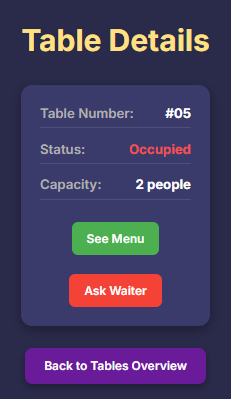 Table Details
Table Number: #05
Status: Occupied
Capacity: 2 people
See Menu
Ask Waiter
Back to Tables Overview